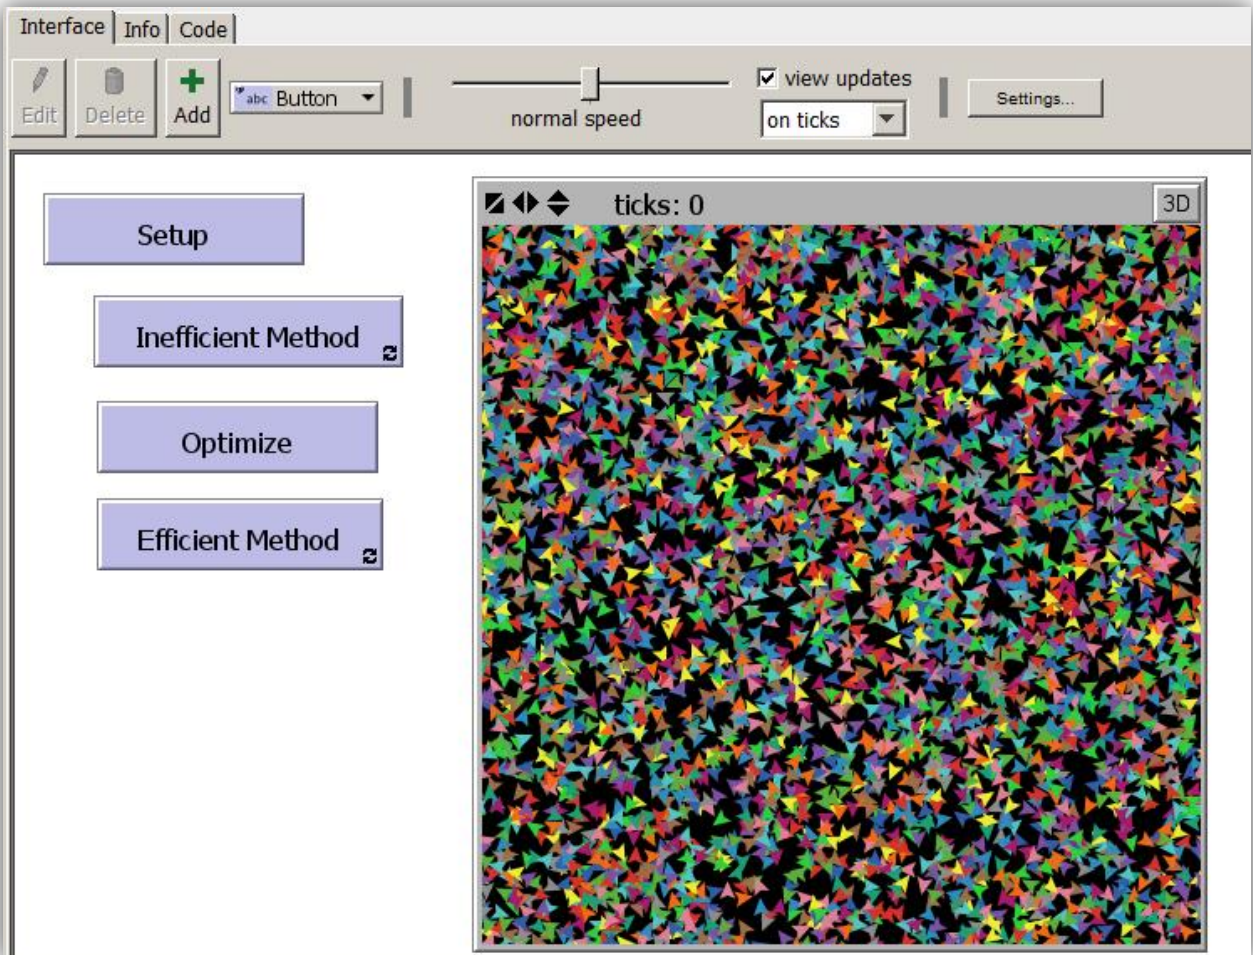 Interface Info Code
Edit Delete Add abc Button normal speed view updates on ticks Settings...
ticks: 0 3D
Setup
Inefficient Method
Optimize
Efficient Method